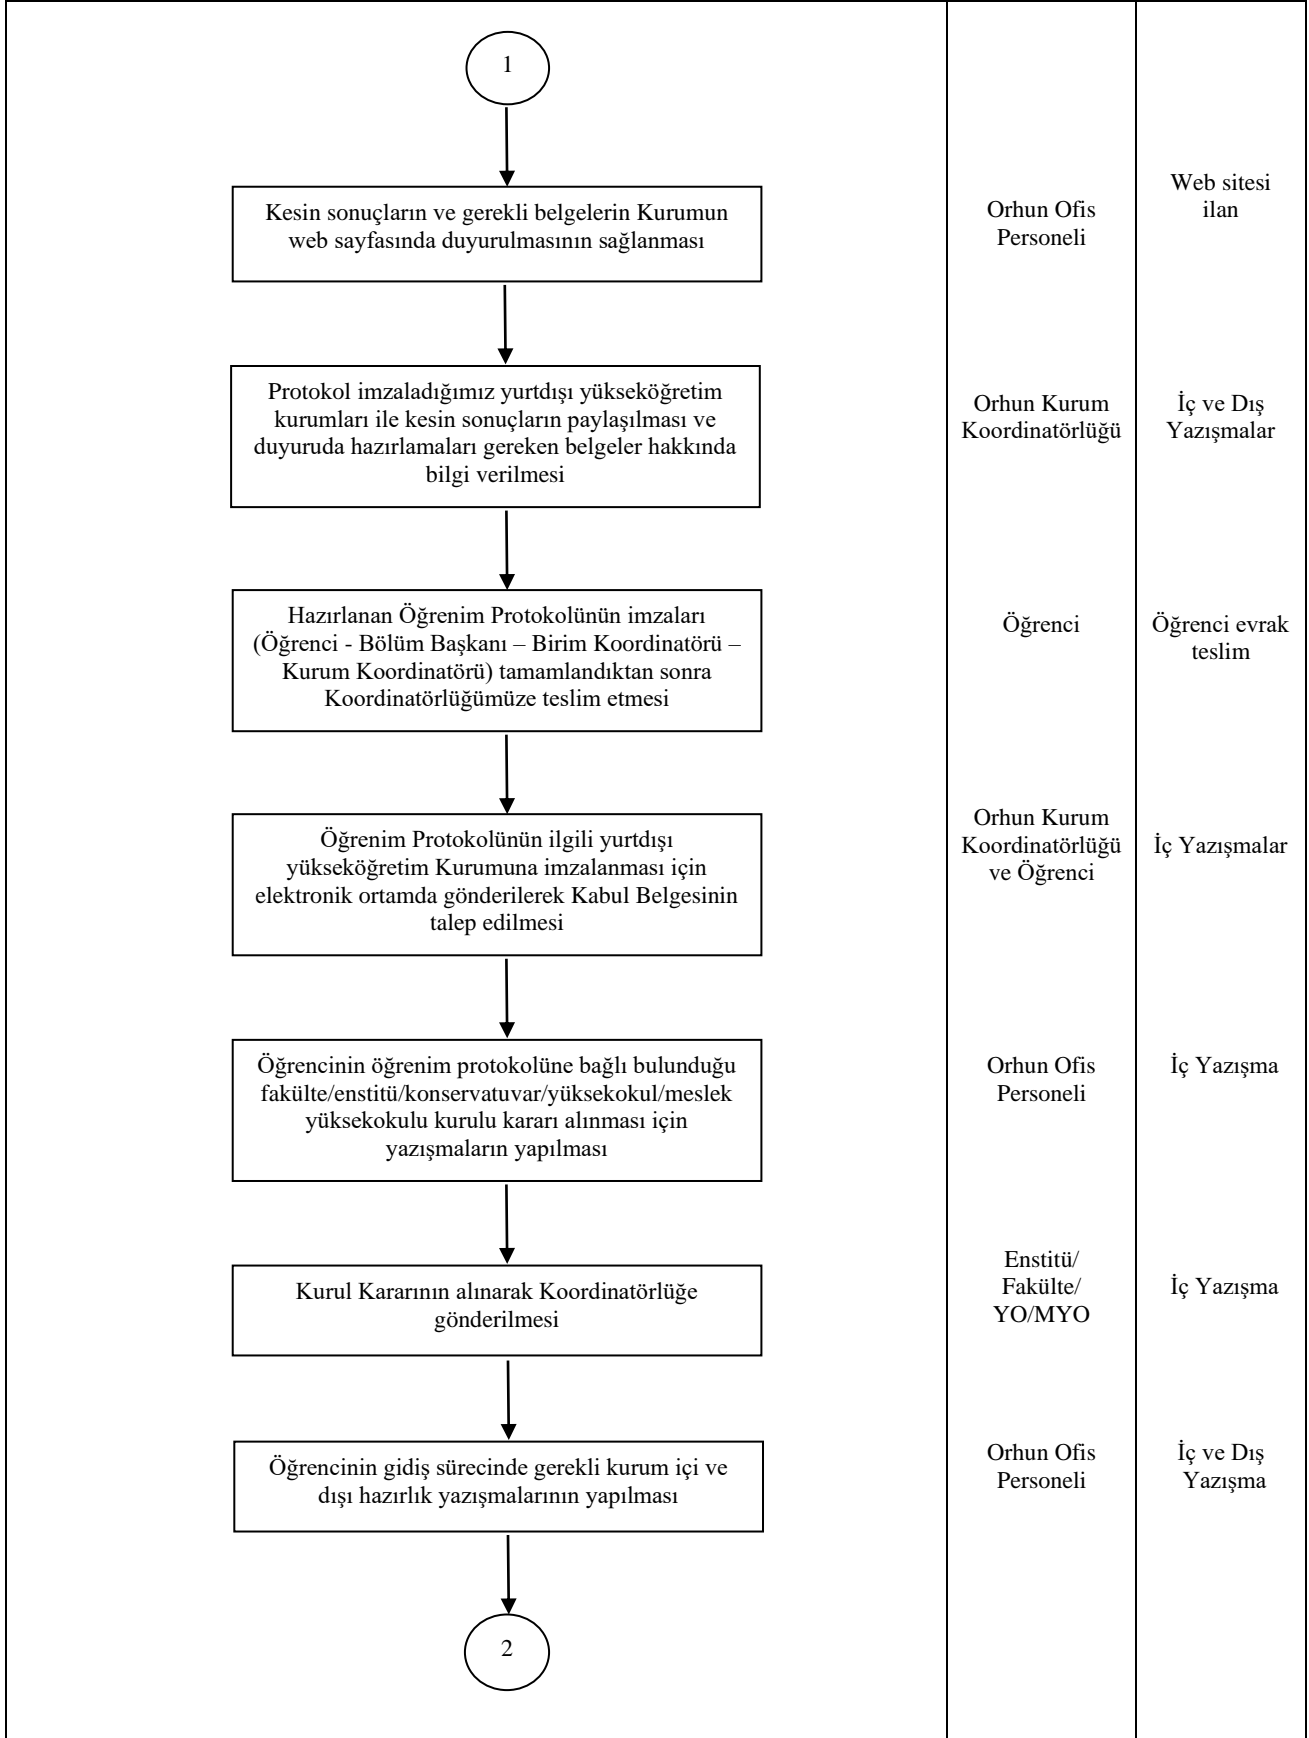 1
Kesin sonuçların ve gerekli belgelerin Kurumun
web sayfasında duyurulmasının sağlanması
Orhun Ofis
Personeli
Web sitesi
ilan
Protokol imzaladığımız yurtdışı yükseköğretim
kurumları ile kesin sonuçların paylaşılması ve
duyuruda hazırlamaları gereken belgeler hakkında
bilgi verilmesi
Orhun Kurum
Koordinatörlüğü
İç ve Dış
Yazışmalar
Hazırlanan Öğrenim Protokolünün imzaları
(Öğrenci - Bölüm Başkanı – Birim Koordinatörü –
Kurum Koordinatörü) tamamlandıktan sonra
Koordinatörlüğümüze teslim etmesi
Öğrenci
Öğrenci evrak
teslim
Öğrenim Protokolünün ilgili yurtdışı
yükseköğretim Kurumuna imzalanması için
elektronik ortamda gönderilerek Kabul Belgesinin
talep edilmesi
Orhun Kurum
Koordinatörlüğü
ve Öğrenci
İç Yazışmalar
Öğrencinin öğrenim protokolüne bağlı bulunduğu
fakülte/enstitü/konservatuvar/yüksekokul/meslek
yüksekokulu kurulu kararı alınması için
yazışmaların yapılması
Orhun Ofis
Personeli
İç Yazışma
Kurul Kararının alınarak Koordinatörlüğe
gönderilmesi
Enstitü/
Fakülte/
YO/MYO
İç Yazışma
Öğrencinin gidiş sürecinde gerekli kurum içi ve
dışı hazırlık yazışmalarının yapılması
Orhun Ofis
Personeli
İç ve Dış
Yazışma
2